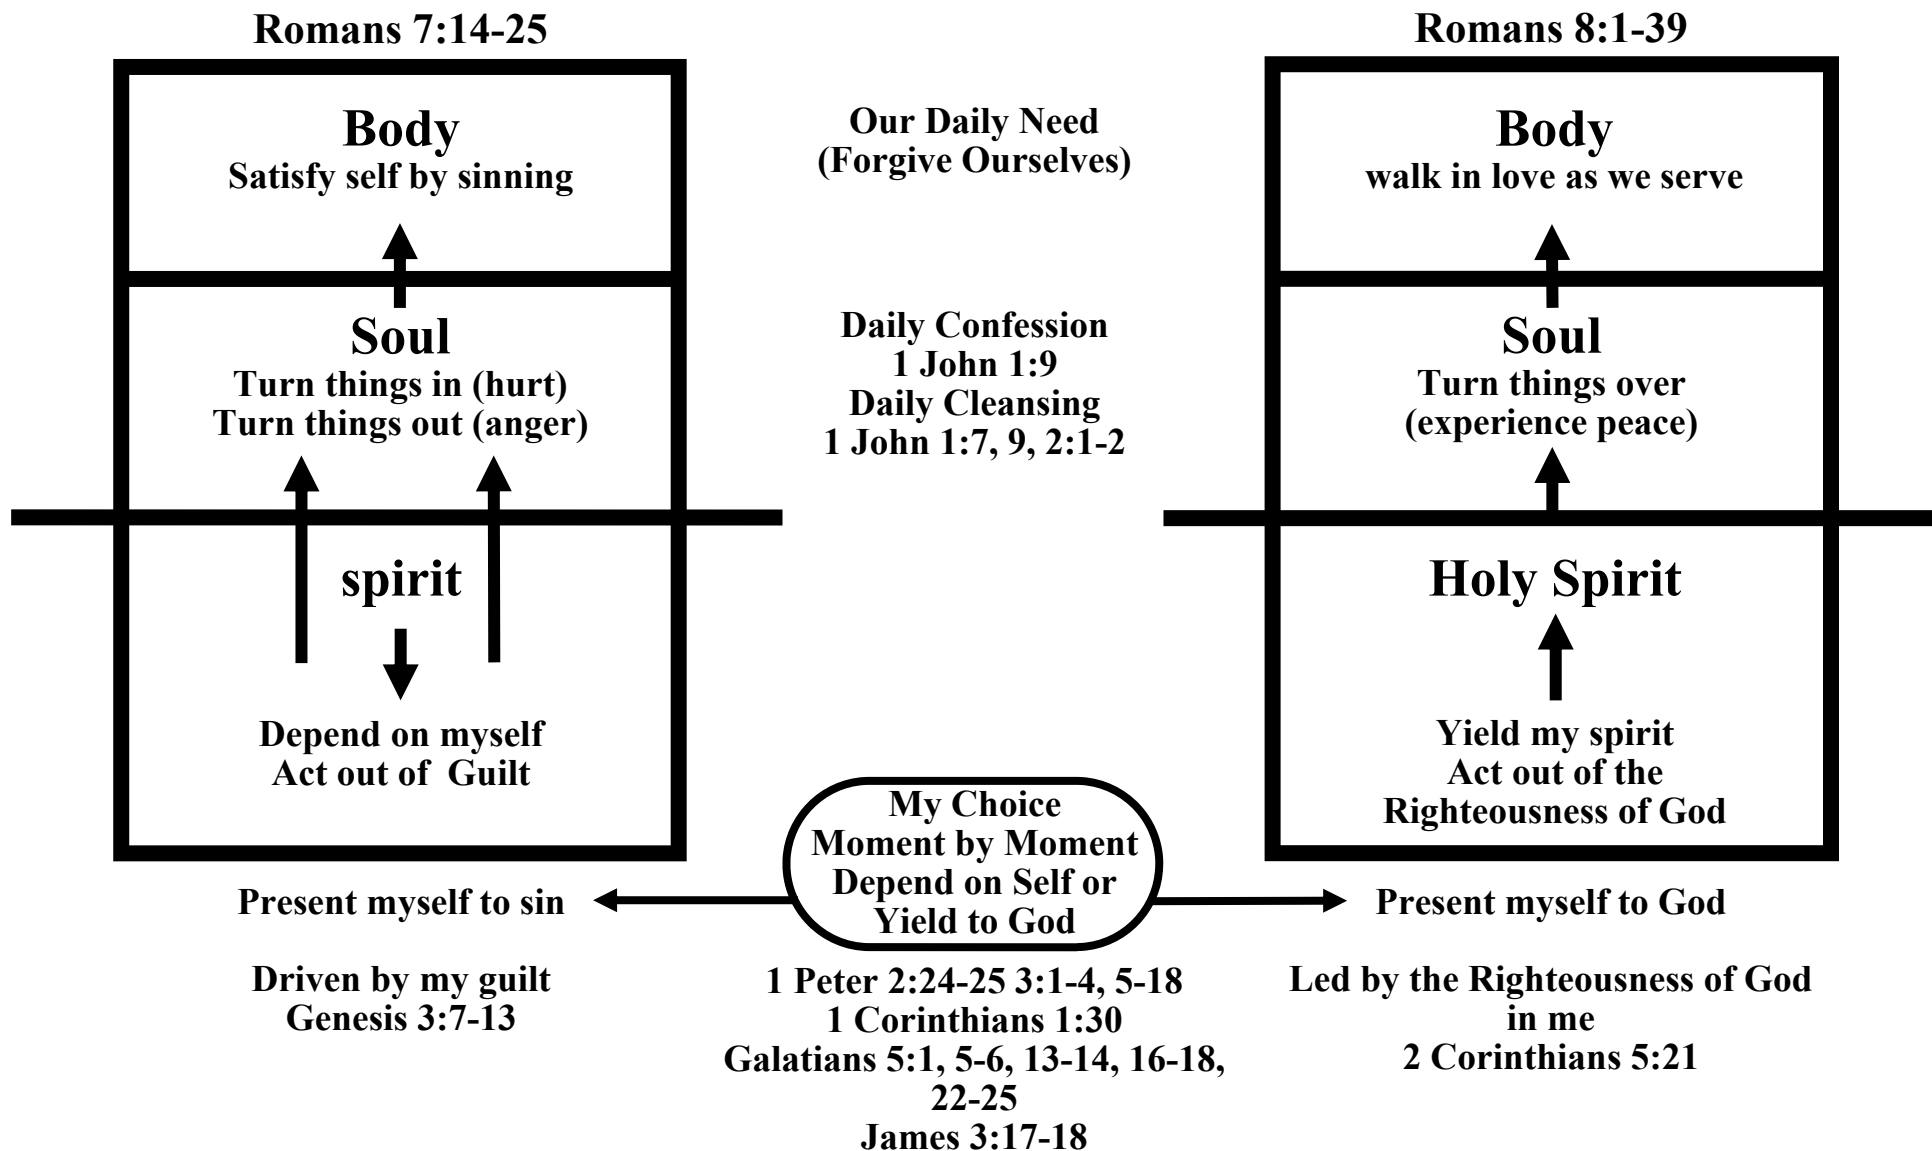 Romans 7:14-25
Body
Satisfy self by sinning
Soul
Turn things in (hurt)
Turn things out (anger)
spirit
Depend on myself
Act out of  Guilt
Present myself to sin
Driven by my guilt
Genesis 3:7-13
Our Daily Need
(Forgive Ourselves)
Daily Confession
1 John 1:9
Daily Cleansing
1 John 1:7, 9, 2:1-2
My Choice
Moment by Moment
Depend on Self or
Yield to God
1 Peter 2:24-25 3:1-4, 5-18
1 Corinthians 1:30
Galatians 5:1, 5-6, 13-14, 16-18,
22-25
James 3:17-18
Romans 8:1-39
Body
walk in love as we serve
Soul
Turn things over
(experience peace)
Holy Spirit
Yield my spirit
Act out of the
Righteousness of God
Present myself to God
Led by the Righteousness of God
in me
2 Corinthians 5:21